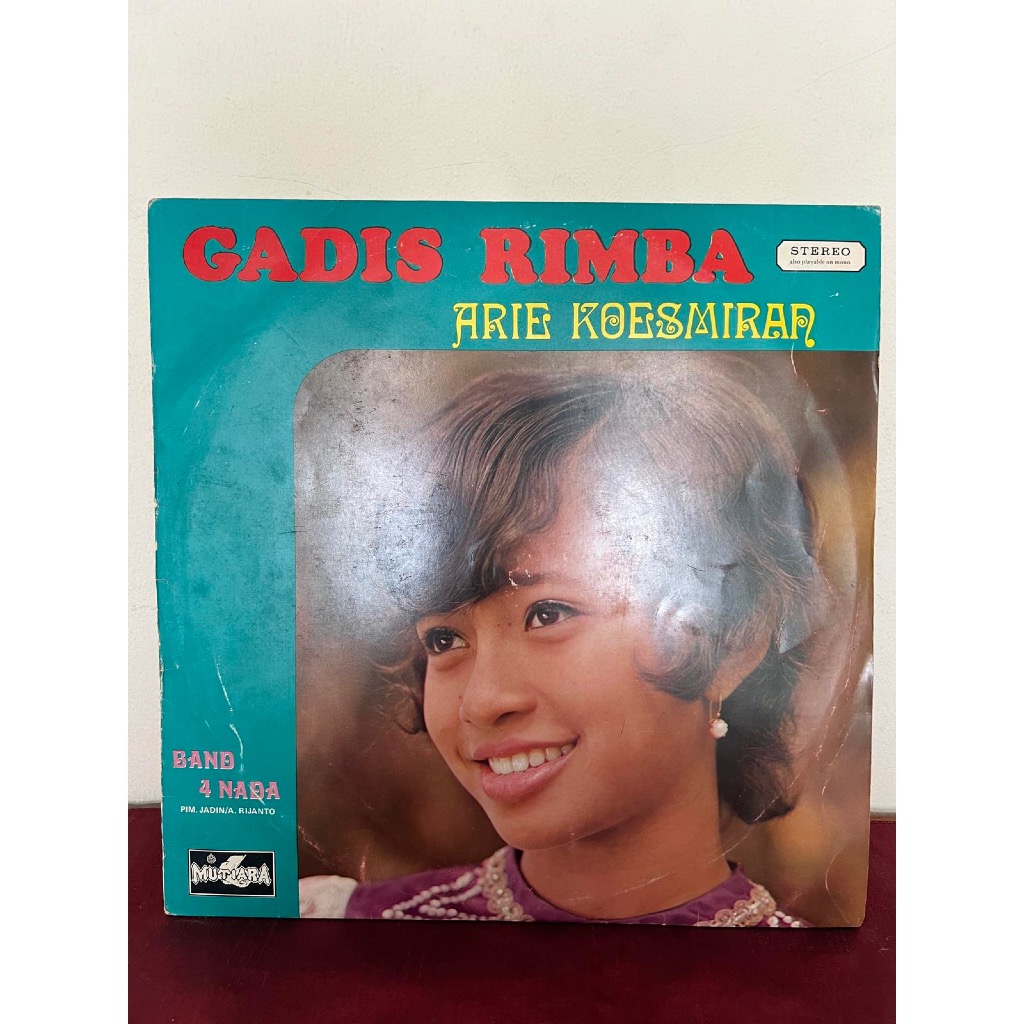 GADIS RIMBA
STEREO
also playable on mono
ARIE KOESMIRAN
BAND
4 NADA
PIM. JADIN/A. RIJANTO
MUTIARA